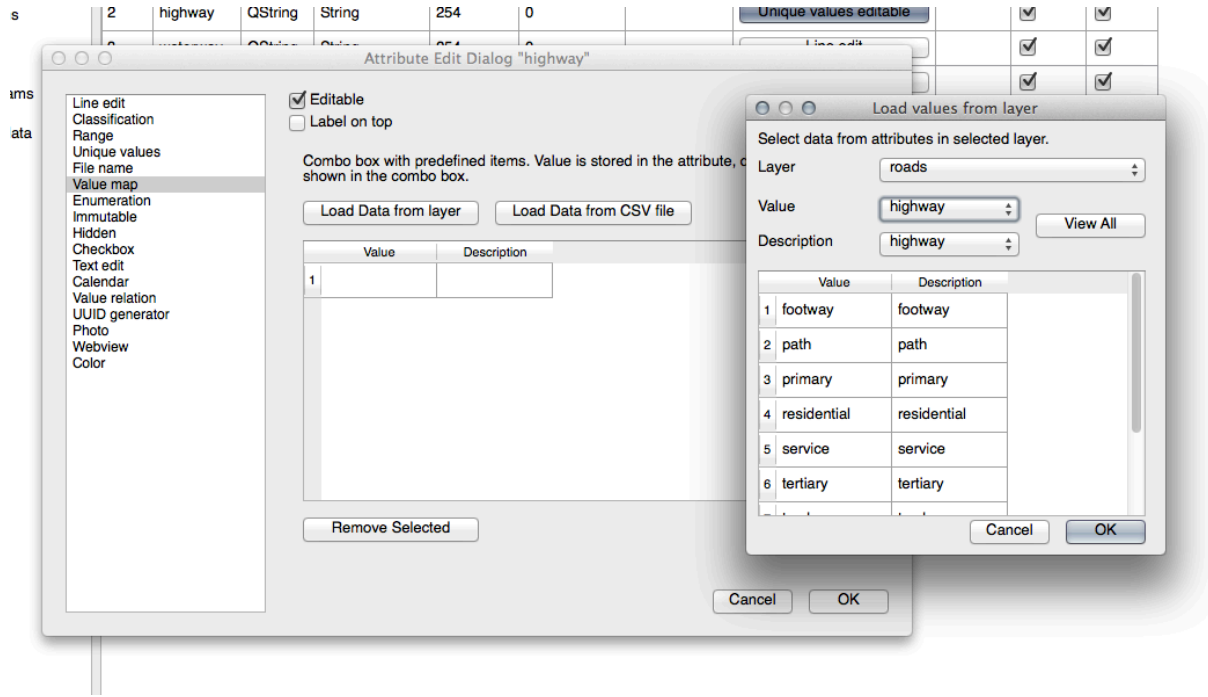 s
2 highway QString String 254 0 Unique values editable
Line edit
Attribute Edit Dialog "highway"
ams
ata
Line edit
Classification
Range
Unique values
File name
Value map
Enumeration
Immutable
Hidden
Checkbox
Text edit
Calendar
Value relation
UUID generator
Photo
Webview
Color
Editable
Label on top
Combo box with predefined items. Value is stored in the attribute,
shown in the combo box.
Load Data from layer Load Data from CSV file
Value Description
1
Remove Selected
Cancel OK
Load values from layer
Select data from attributes in selected layer.
Layer roads
Value highway
View All
Description highway
Value Description
1 footway footway
2 path path
3 primary primary
4 residential residential
5 service service
6 tertiary tertiary
Cancel OK